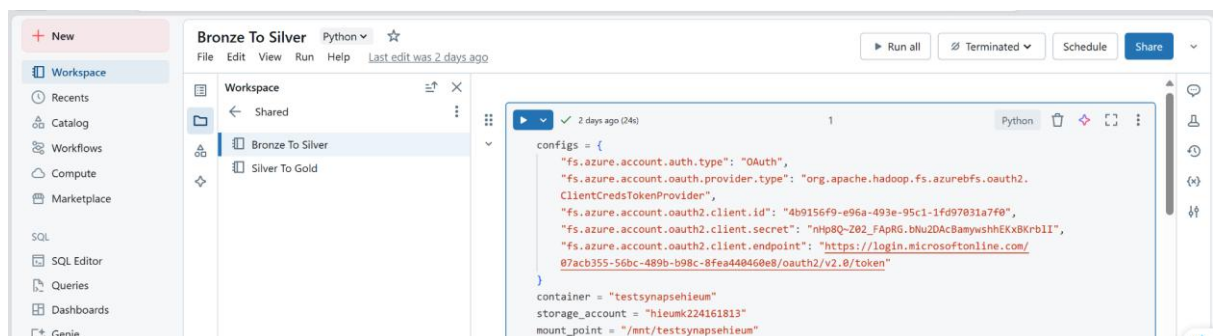 New
Workspace
Recents
Catalog
Workflows
Compute
Marketplace
SQL
SQL Editor
Queries
Dashboards
Genie
Bronze To Silver Python
File Edit View Run Help Last edit was 2 days ago
Run all Terminated Schedule Share
Workspace
Shared
Bronze To Silver
Silver To Gold
2 days ago (24s) 1 Python
configs = {
"fs.azure.account.auth.type": "OAuth",
"fs.azure.account.oauth.provider.type": "org.apache.hadoop.fs.azurebfs.oauth2.
ClientCredsTokenProvider",
"fs.azure.account.oauth2.client.id": "4b9156f9-e96a-493e-95c1-1fd97031a7f0",
"fs.azure.account.oauth2.client.secret": "nHp8Q~Z02_FApRG.bNu2DAcBamywshhEKxBKrbII",
"fs.azure.account.oauth2.client.endpoint": "https://login.microsoftonline.com/
07acb355-56bc-489b-b98c-8fea440460e8/oauth2/v2.0/token"
}
container = "testsynapsehieum"
storage_account = "hieumk224161813"
mount_point = "/mnt/testsynapsehieum"